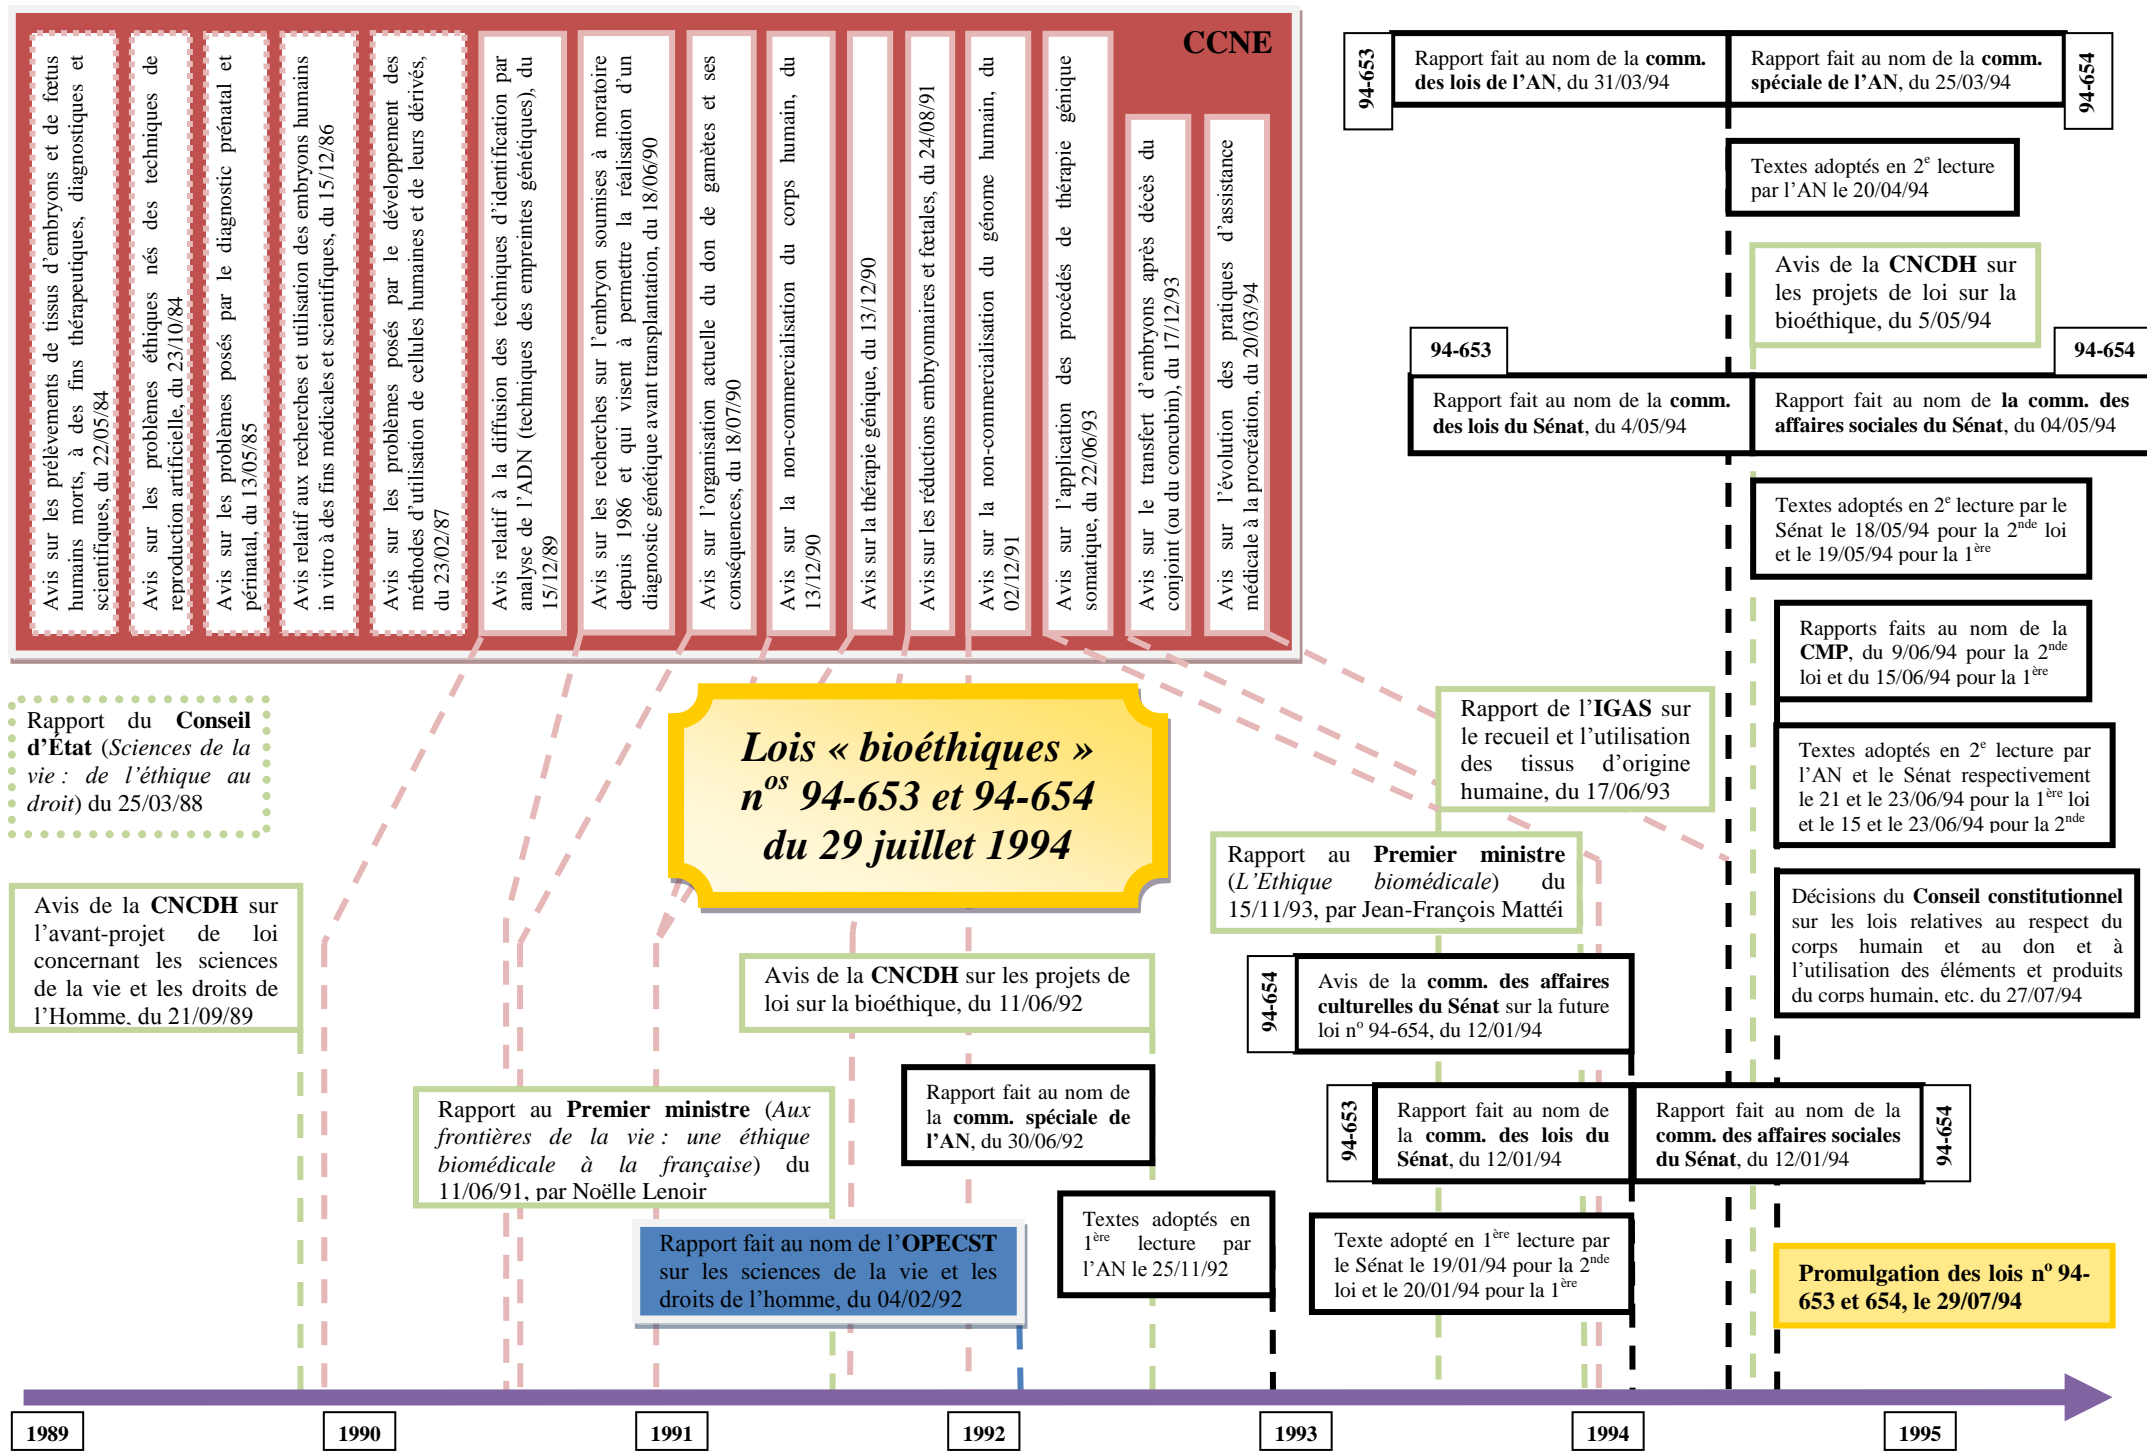 CCNE
Avis sur les prélèvements de tissus d’embryons et de fœtus
humains morts, à des fins thérapeutiques, diagnostiques et
scientifiques, du 22/05/84
Avis sur les problèmes éthiques nés des techniques de
reproduction artificielle, du 23/10/84
Avis sur les problèmes posés par le diagnostic prénatal et
périnatal, du 13/05/85
Avis relatif aux recherches et utilisation des embryons humains
in vitro à des fins médicales et scientifiques, du 15/12/86
Avis sur les problèmes posés par le développement des
méthodes d’utilisation de cellules humaines et de leurs dérivés,
du 23/02/87
Avis relatif à la diffusion des techniques d’identification par
analyse de l’ADN (techniques des empreintes génétiques), du
15/12/89
Avis sur les recherches sur l’embryon soumises à moratoire
depuis 1986 et qui visent à permettre la réalisation d’un
diagnostic génétique avant transplantation, du 18/06/90
Avis sur l’organisation actuelle du don de gamètes et ses
conséquences, du 18/07/90
Avis sur la non-commercialisation du corps humain, du
13/12/90
Avis sur la thérapie génique, du 13/12/90
Avis sur les réductions embryonnaires et fœtales, du 24/08/91
Avis sur la non-commercialisation du génome humain, du
02/12/91
Avis sur l’application des procédés de thérapie génique
somatique, du 22/06/93
Avis sur le transfert d’embryons après décès du
conjoint (ou du concubin), du 17/12/93
Avis sur l’évolution des pratiques d’assistance
médicale à la procréation, du 20/03/94
94-653
Rapport fait au nom de la comm.
des lois de l’AN, du 31/03/94
Rapport fait au nom de la comm.
spéciale de l’AN, du 25/03/94
94-654
Textes adoptés en 2e lecture
par l’AN le 20/04/94
Avis de la CNCDH sur
les projets de loi sur la
bioéthique, du 5/05/94
94-653
94-654
Rapport fait au nom de la comm.
des lois du Sénat, du 4/05/94
Rapport fait au nom de la comm. des
affaires sociales du Sénat, du 04/05/94
Textes adoptés en 2e lecture par le
Sénat le 18/05/94 pour la 2nde loi
et le 19/05/94 pour la 1ère
Rapports faits au nom de la
CMP, du 9/06/94 pour la 2nde
loi et du 15/06/94 pour la 1ère
Textes adoptés en 2e lecture par
l’AN et le Sénat respectivement
le 21 et le 23/06/94 pour la 1ère loi
et le 15 et le 23/06/94 pour la 2nde
Décisions du Conseil constitutionnel
sur les lois relatives au respect du
corps humain et au don et à
l’utilisation des éléments et produits
du corps humain, etc. du 27/07/94
Rapport du Conseil
d’État (Sciences de la
vie : de l’éthique au
droit) du 25/03/88
Lois « bioéthiques »
nos 94-653 et 94-654
du 29 juillet 1994
Rapport de l’IGAS sur
le recueil et l’utilisation
des tissus d’origine
humaine, du 17/06/93
Rapport au Premier ministre
(L’Ethique biomédicale) du
15/11/93, par Jean-François Mattéi
Avis de la CNCDH sur
l’avant-projet de loi
concernant les sciences
de la vie et les droits de
l’Homme, du 21/09/89
Avis de la CNCDH sur les projets de
loi sur la bioéthique, du 11/06/92
94-654
Avis de la comm. des affaires
culturelles du Sénat sur la future
loi no 94-654, du 12/01/94
Rapport au Premier ministre (Aux
frontières de la vie : une éthique
biomédicale à la française) du
11/06/91, par Noëlle Lenoir
Rapport fait au nom de
la comm. spéciale de
l’AN, du 30/06/92
94-653
Rapport fait au nom de
la comm. des lois du
Sénat, du 12/01/94
Rapport fait au nom de la
comm. des affaires sociales
du Sénat, du 12/01/94
94-654
Rapport fait au nom de l’OPECST
sur les sciences de la vie et les
droits de l’homme, du 04/02/92
Textes adoptés en
1ère lecture par
l’AN le 25/11/92
Texte adopté en 1ère lecture par
le Sénat le 19/01/94 pour la 2nde
loi et le 20/01/94 pour la 1ère
Promulgation des lois no 94-
653 et 654, le 29/07/94
1989
1990
1991
1992
1993
1994
1995